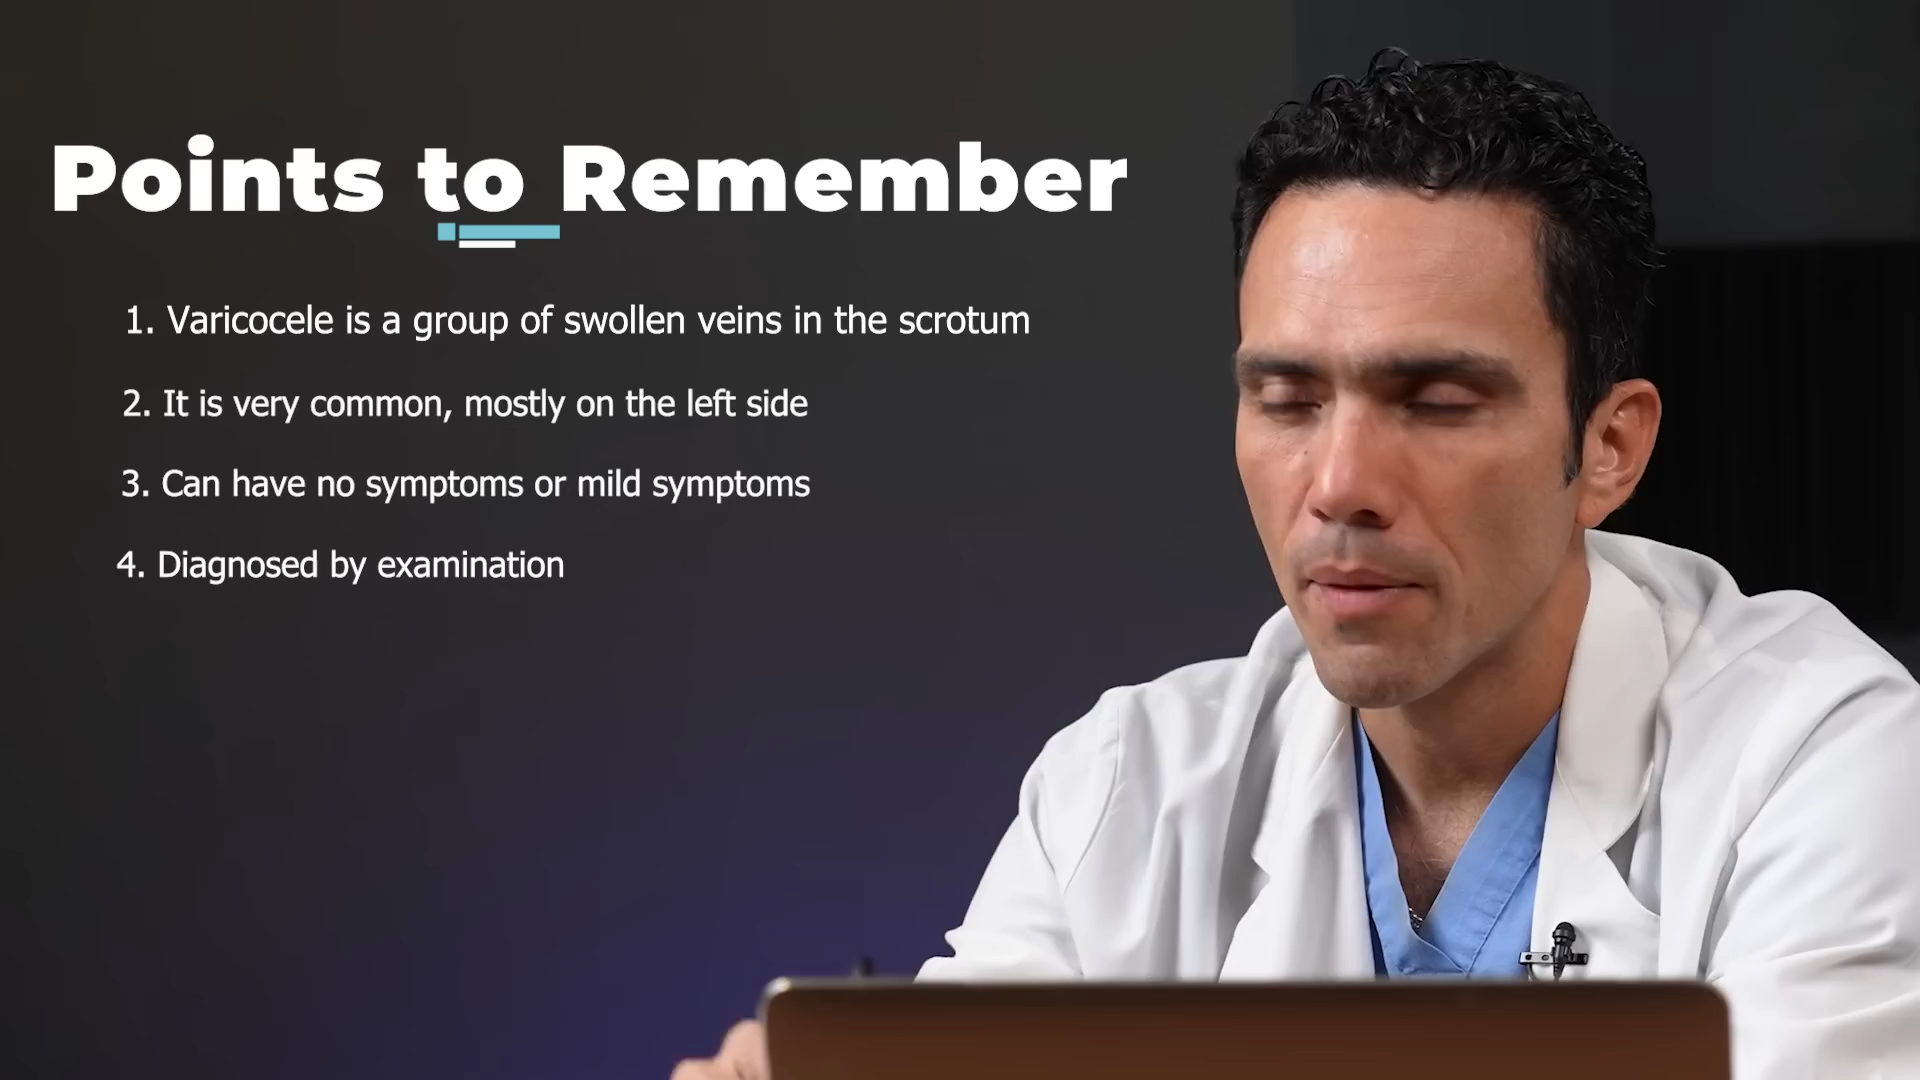 Points to Remember
1. Varicocele is a group of swollen veins in the scrotum
2. It is very common, mostly on the left side
3. Can have no symptoms or mild symptoms
4. Diagnosed by examination